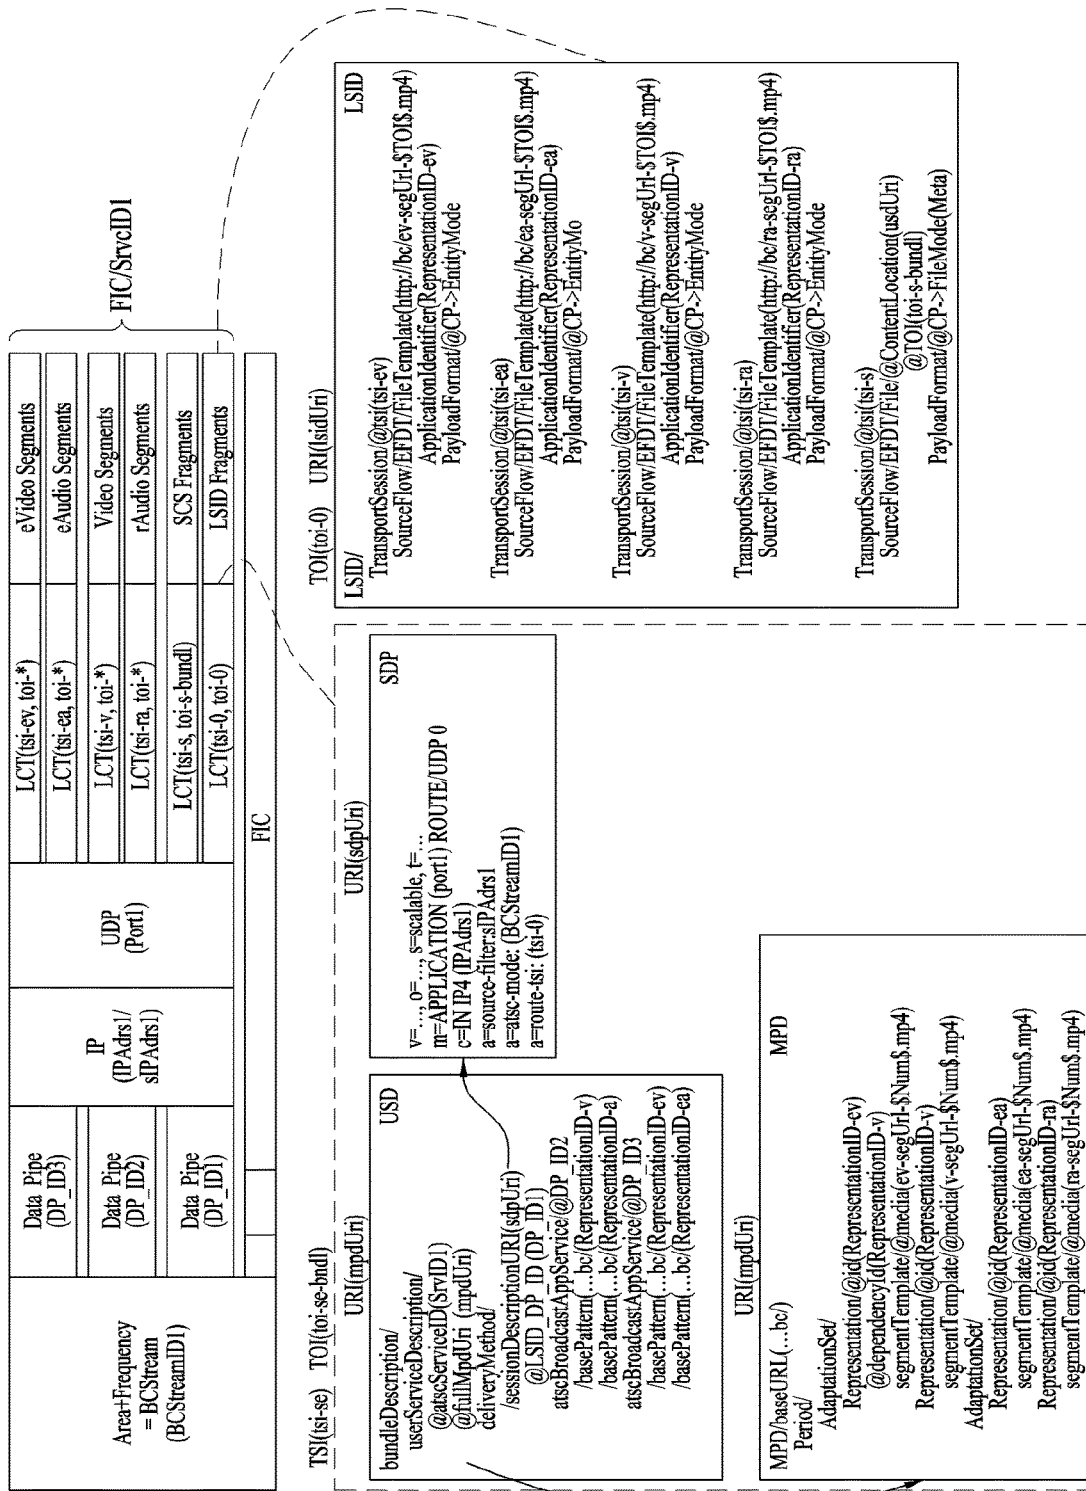 Area+Frequency
= BCStream
(BCStreamID1)
Data Pipe
(DP_ID3)
Data Pipe
(DP_ID2)
Data Pipe
(DP_ID1)
IP
(IPAdrs1/
sIPAdrs1)
UDP
(Port1)
LCT(tsi-ev, toi-*)
eVideo Segments
LCT(tsi-ea, toi-*)
eAudio Segments
LCT(tsi-v, toi-*)
Video Segments
LCT(tsi-ra, toi-*)
rAudio Segments
LCT(tsi-s, toi-s-bundl)
SCS Fragments
LCT(tsi-0, toi-0)
LSID Fragments
FIC/SrvcID1
FIC
TSI(tsi-se) TOI(toi-se-bndl)
URI(mpdUri)
USD
bundleDescription/
userServiceDescription/
@atscServiceID(SrvID1)
@fullMpdUri (mpdUri)
deliveryMethod/
/sessionDescriptionURI(sdpUri)
@LSID_DP_ID (DP_ID1)
atscBroadcastAppService/@DP_ID2
/basePattern(…bc/(RepresentationID-v)
/basePattern(…bc/(RepresentationID-a)
atscBroadcastAppService/@DP_ID3
/basePattern(…bc/(RepresentationID-ev)
/basePattern(…bc/(RepresentationID-ea)
URI(sdpUri)
SDP
v=…, o=…, s=scalable, t=…
m=APPLICATION (port1) ROUTE/UDP 0
c=IN IP4 (IPAdrs1)
a=source-filter:sIPAdrs1
a=atsc-mode: (BCStreamID1)
a=route-tsi: (tsi-0)
URI(mpdUri)
MPD
MPD/baseURL(…bc/)
Period/
AdaptationSet/
Representation/@id(RepresentationID-ev)
@dependencyId(RepresentationID-v)
segmentTemplate/@media(ev-segUrl-$Num$.mp4)
Representation/@id(RepresentationID-v)
segmentTemplate/@media(v-segUrl-$Num$.mp4)
AdaptationSet/
Representation/@id(RepresentationID-ea)
segmentTemplate/@media(ea-segUrl-$Num$.mp4)
Representation/@id(RepresentationID-ra)
segmentTemplate/@media(ra-segUrl-$Num$.mp4)
TOI(toi-0) URI(lsidUri)
LSID
LSID/
TransportSession/@tsi(tsi-ev)
SourceFlow/EFDT/FileTemplate(http://bc/ev-segUrl-$TOI$.mp4)
ApplicationIdentifier(RepresentationID-ev)
PayloadFormat/@CP->EntityMode
TransportSession/@tsi(tsi-ea)
SourceFlow/EFDT/FileTemplate(http://bc/ea-segUrl-$TOI$.mp4)
ApplicationIdentifier(RepresentationID-ea)
PayloadFormat/@CP->EntityMo
TransportSession/@tsi(tsi-v)
SourceFlow/EFDT/FileTemplate(http://bc/v-segUrl-$TOI$.mp4)
ApplicationIdentifier(RepresentationID-v)
PayloadFormat/@CP->EntityMode
TransportSession/@tsi(tsi-ra)
SourceFlow/EFDT/FileTemplate(http://bc/ra-segUrl-$TOI$.mp4)
ApplicationIdentifier(RepresentationID-ra)
PayloadFormat/@CP->EntityMode
TransportSession/@tsi(tsi-s)
SourceFlow/EFDT/File/@ContentLocation(usdUri)
@TOI(toi-s-bundl)
PayloadFormat/@CP->FileMode(Meta)